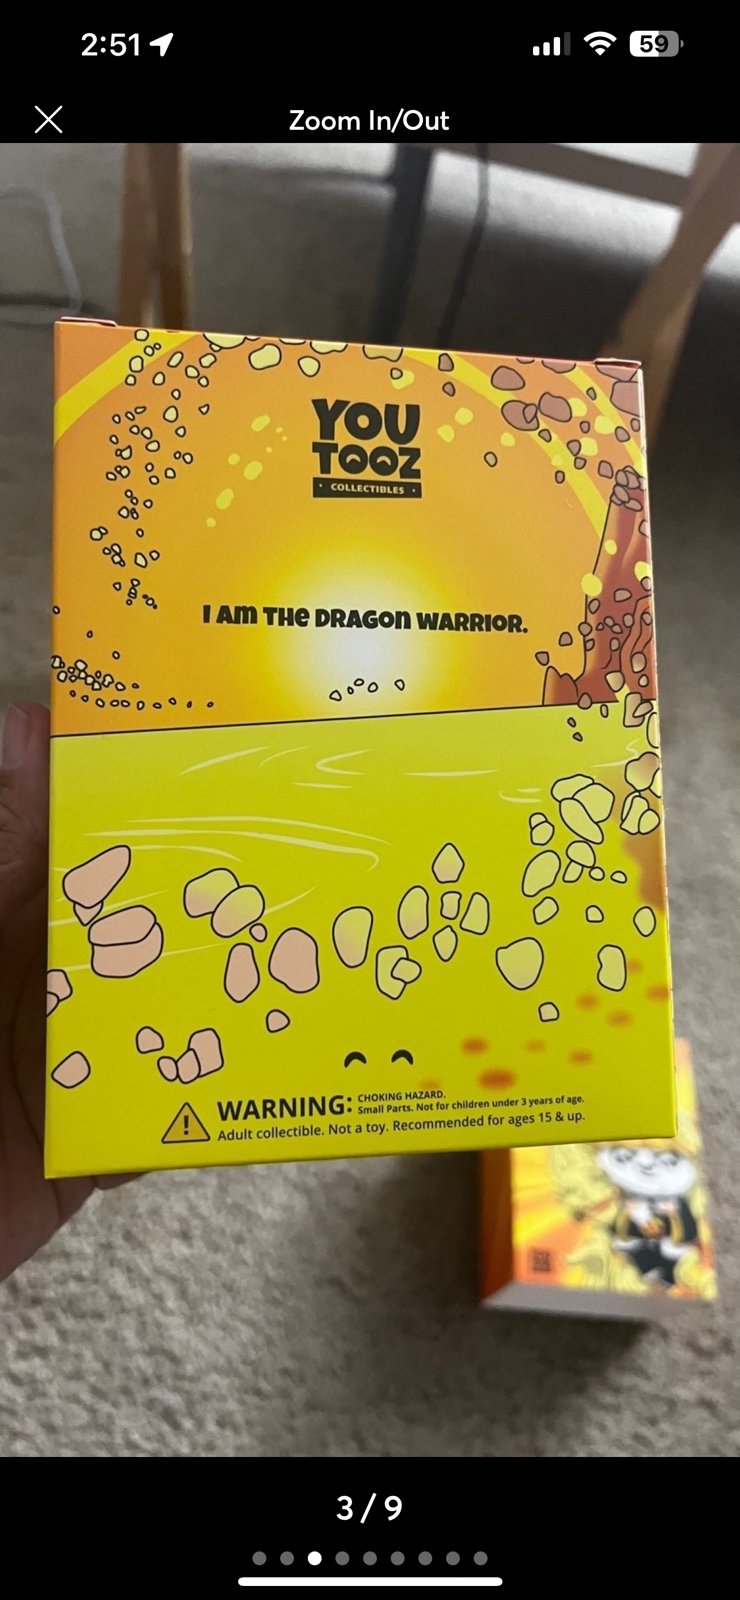 2:51
59
Zoom In/Out
YOU
TOOZ
• COLLECTIBLES •
I AM THe DRAGOn WARRIOR.
WARNING: CHOKING HAZARD.
Small Parts. Not for children under 3 years of age.
Adult collectible. Not a toy. Recommended for ages 15 & up.
3/9